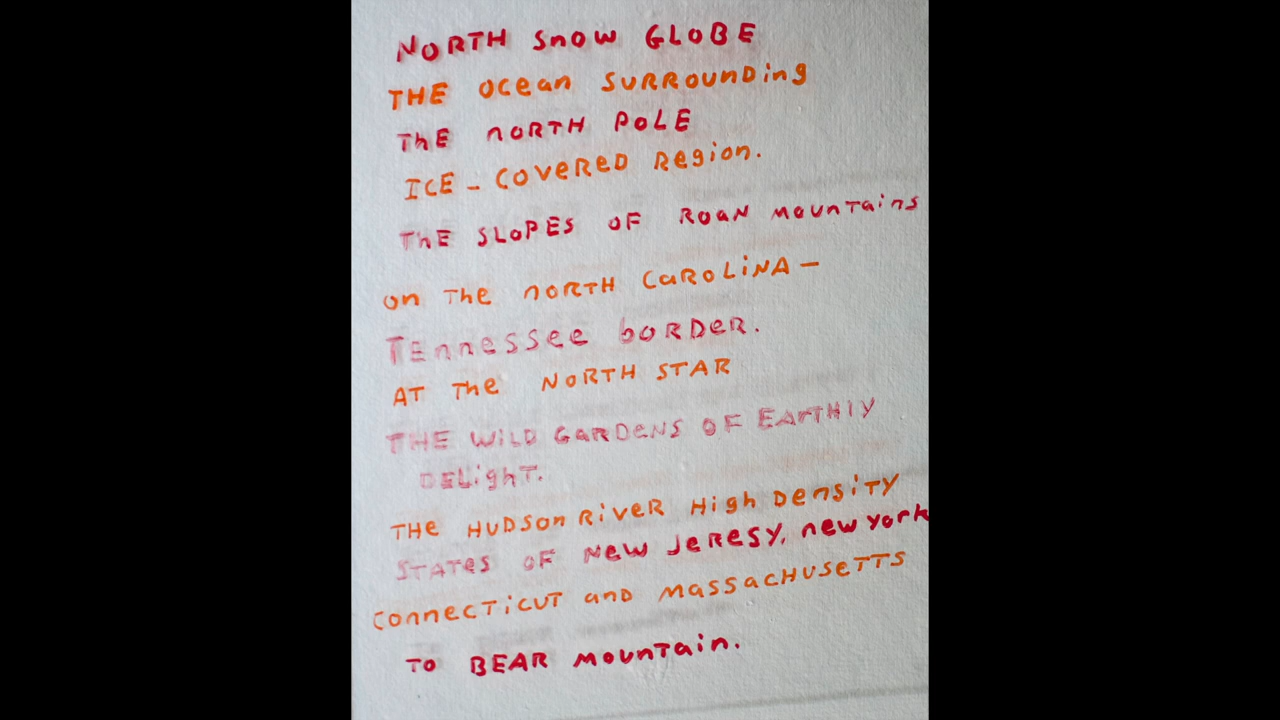 NORTH SnOW GLOBE
THE OCean SURROUnDing
ThE nORTH POLE
ICE - COVERED Region.
ThE SLOPES OF ROaN mounTains
On The nORTH CaROLiNA -
TEnnessee bORDeR.
AT The NORTH STAR
THE WiLD GaRDeNS OF EArTHlY
DELighT.
THE HUDSOn RiVeR High DenSiTY
STATes OF New JeReSy, new york
COnneCTiCUT anD MASSaCHUSeTTS
TO BEAR mounTain.